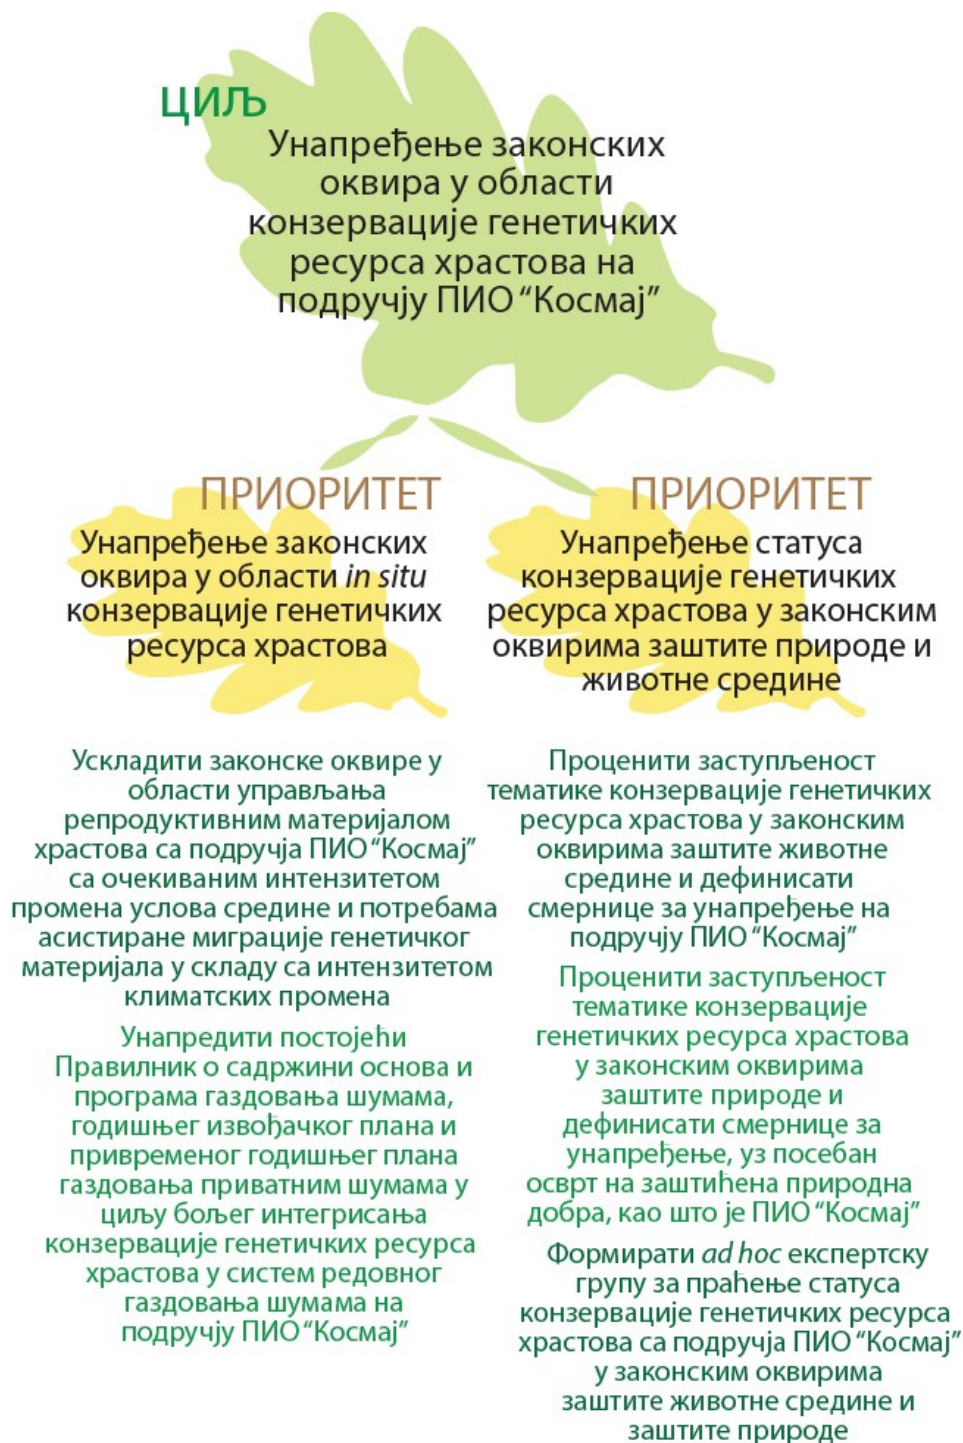 ЦИЉ
Унапређење законских
оквира у области
конзервације генетичких
ресурса храстова на
подручју ПИО “Космај”
ПРИОРИТЕТ
Унапређење законских
оквира у области in situ
конзервације генетичких
ресурса храстова
Ускладити законске оквире у
области управљања
репродуктивним материјалом
храстова са подручја ПИО “Космај”
са очекиваним интензитетом
промена услова средине и потребама
асистиране миграције генетичког
материјала у складу са интензитетом
климатских промена
Унапредити постојећи
Правилник о садржини основа и
програма газдовања шумама,
годишњег извођачког плана и
привременог годишњег плана
газдовања приватним шумама у
циљу бољег интегрисања
конзервације генетичких ресурса
храстова у систем редовног
газдовања шумама на
подручју ПИО “Космај”
ПРИОРИТЕТ
Унапређење статуса
конзервације генетичких
ресурса храстова у законским
оквирима заштите природе и
животне средине
Проценити заступљеност
тематике конзервације генетичких
ресурса храстова у законским
оквирима заштите животне
средине и дефинисати
смернице за унапређење на
подручју ПИО “Космај”
Проценити заступљеност
тематике конзервације
генетичких ресурса храстова
у законским оквирима
заштите природе и
дефинисати смернице за
унапређење, уз посебан
осврт на заштићена природна
добра, као што је ПИО “Космај”
Формирати ad hoc експертску
групу за праћење статуса
конзервације генетичких ресурса
храстова са подручја ПИО “Космај”
у законским оквирима
заштите животне средине и
заштите природе